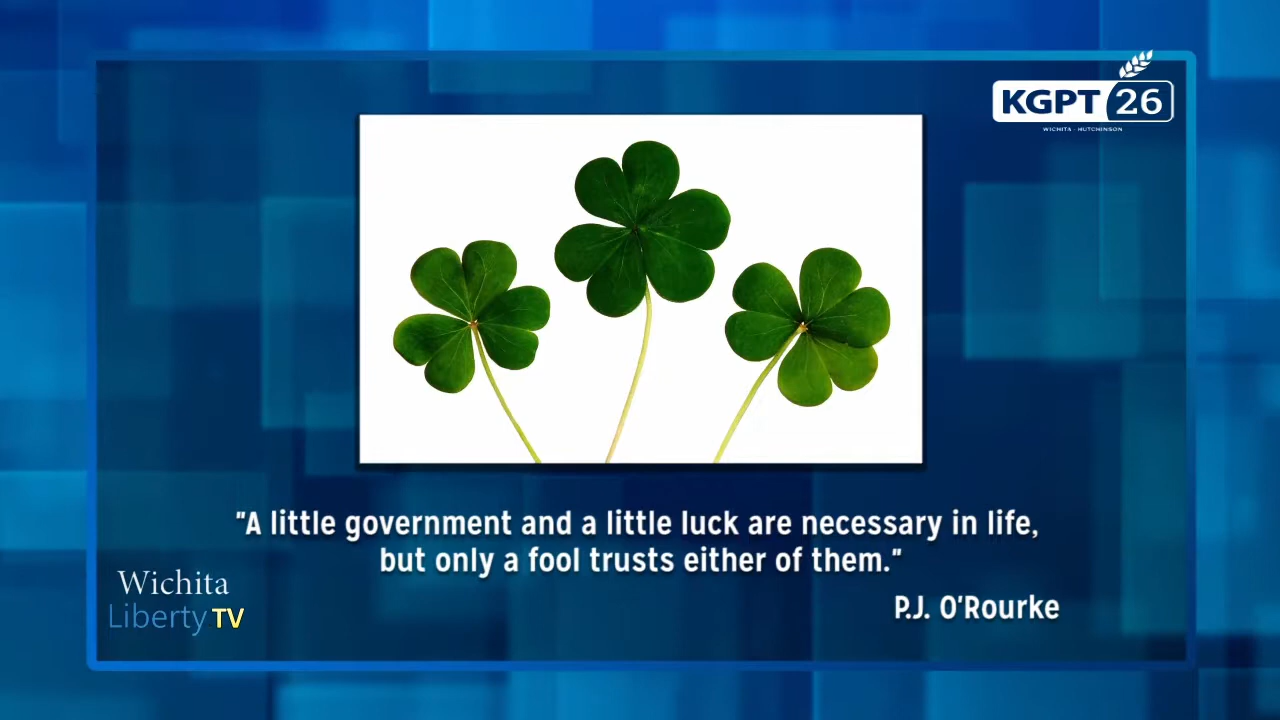 KGPT 26
WICHITA - HUTCHINSON
"A little government and a little luck are necessary in life,
but only a fool trusts either of them."
P.J. O'Rourke
Wichita
Liberty TV